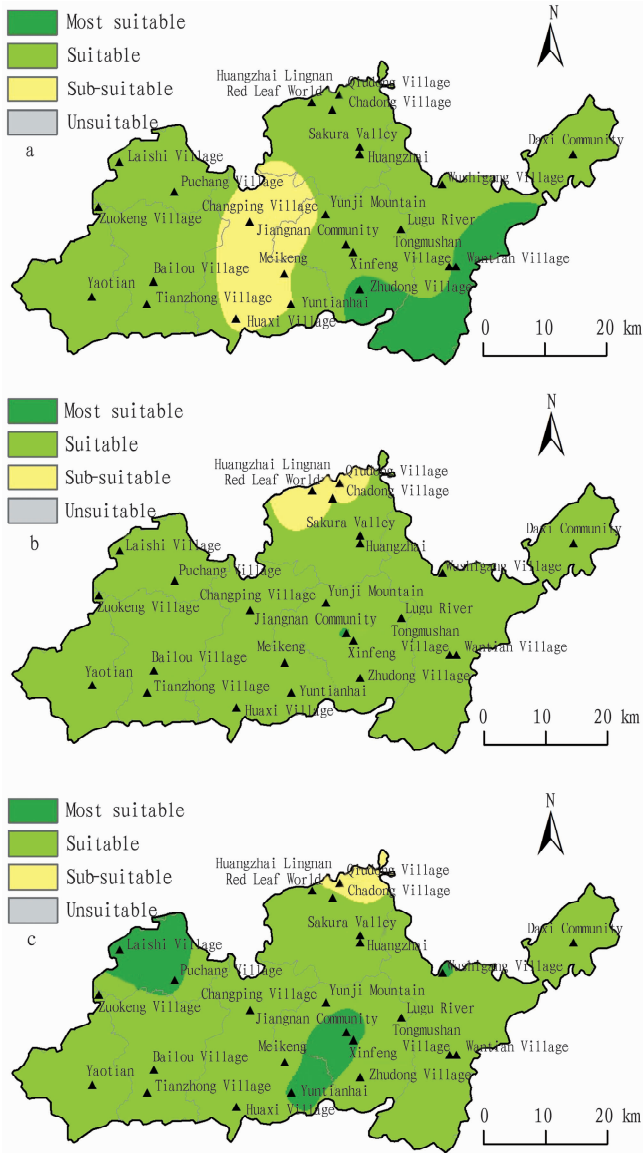 Most suitable
Suitable
Sub-suitable
Unsuitable
a
N
Huangzhai Lingnan
Red Leaf World
Qiudong Village
Chadong Village
Sakura Valley
Huangzhai
Daxi Community
Laishi Village
Puchang Village
Wushigang Village
Zuokeng Village
Changping Village
Yunji Mountain
Jiangnan Community
Lugu River
Tongmushan
Village
Wantian Village
Xinfeng
Meikeng
Bailou Village
Zhudong Village
Yaotian
Tianzhong Village
Yuntianhai
Huaxi Village
0 10 20
km
Most suitable
Suitable
Sub-suitable
Unsuitable
b
N
Huangzhai Lingnan
Red Leaf World
Qiudong Village
Chadong Village
Sakura Valley
Huangzhai
Daxi Community
Laishi Village
Puchang Village
Wushigang Village
Zuokeng Village
Changping Village
Yunji Mountain
Jiangnan Community
Lugu River
Tongmushan
Village
Wantian Village
Xinfeng
Meikeng
Bailou Village
Zhudong Village
Yaotian
Tianzhong Village
Yuntianhai
Huaxi Village
0 10 20
km
Most suitable
Suitable
Sub-suitable
Unsuitable
c
N
Huangzhai Lingnan
Red Leaf World
Qiudong Village
Chadong Village
Sakura Valley
Huangzhai
Daxi Community
Laishi Village
Puchang Village
Wushigang Village
Zuokeng Village
Changping Village
Yunji Mountain
Jiangnan Community
Lugu River
Tongmushan
Village
Wantian Village
Xinfeng
Meikeng
Bailou Village
Zhudong Village
Yaotian
Tianzhong Village
Yuntianhai
Huaxi Village
0 10 20
km